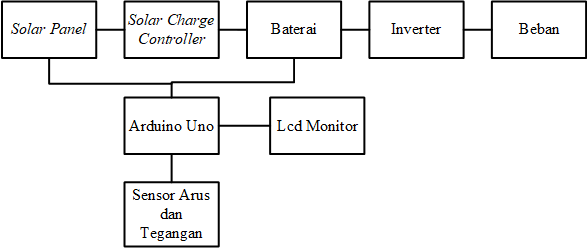 Solar Panel
Solar Charge
Controller
Baterai
Inverter
Beban
Arduino Uno
Lcd Monitor
Sensor Arus
dan
Tegangan